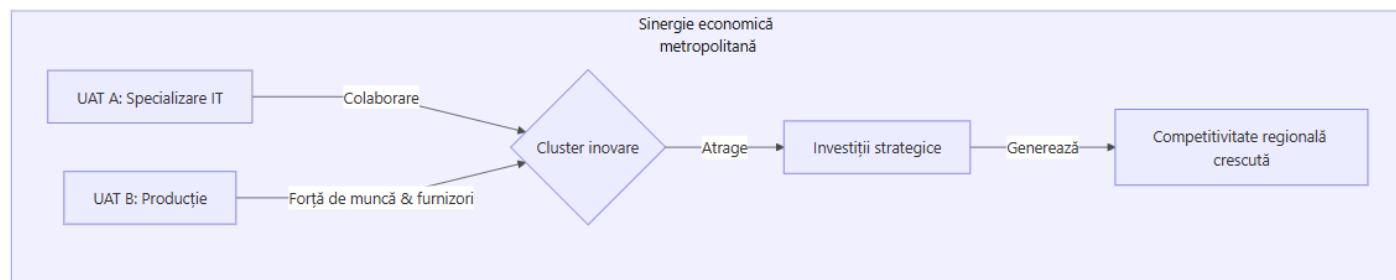 Sinergie economică
metropolitană
UAT A: Specializare IT
Colaborare
UAT B: Producție
Forță de muncă & furnizori
Cluster inovare
Atrage
Investiții strategice
Generează
Competitivitate regională
crescută